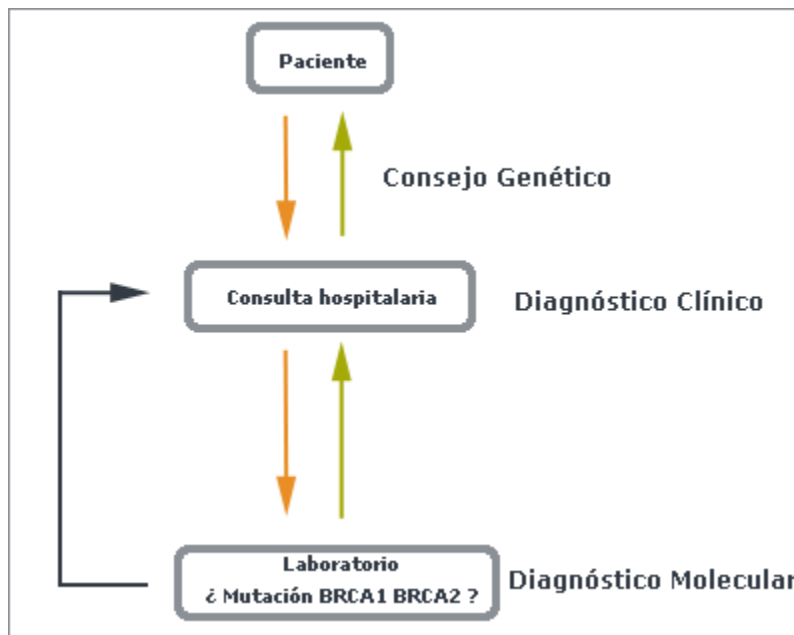 Paciente
Consejo Genético
Consulta hospitalaria
Diagnóstico Clínico
Laboratorio
¿ Mutación BRCA1 BRCA2 ?
Diagnóstico Molecular